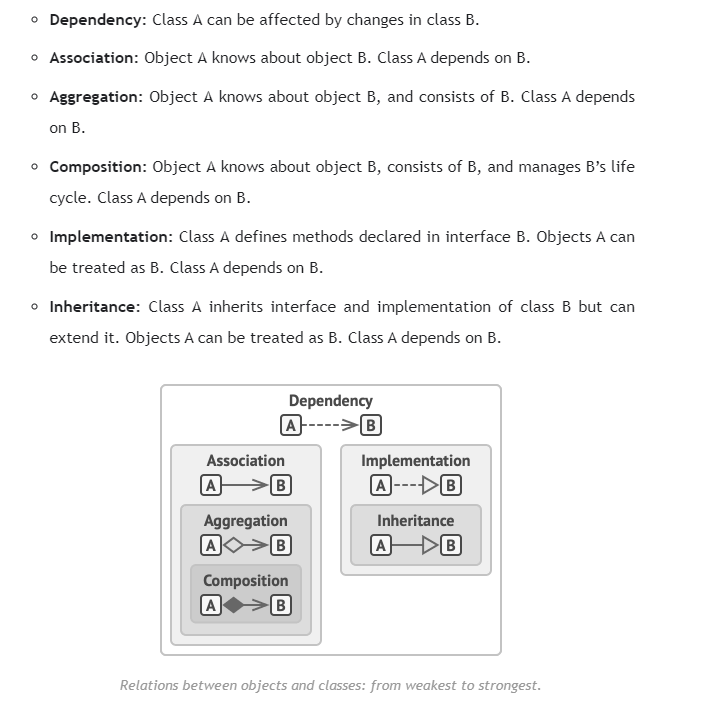 Dependency: Class A can be affected by changes in class B.
Association: Object A knows about object B. Class A depends on B.
Aggregation: Object A knows about object B, and consists of B. Class A depends
on B.
Composition: Object A knows about object B, consists of B, and manages B’s life
cycle. Class A depends on B.
Implementation: Class A defines methods declared in interface B. Objects A can
be treated as B. Class A depends on B.
Inheritance: Class A inherits interface and implementation of class B but can
extend it. Objects A can be treated as B. Class A depends on B.
Dependency
A B
Association
A B
Aggregation
A B
Composition
A B
Implementation
A B
Inheritance
A B
Relations between objects and classes: from weakest to strongest.